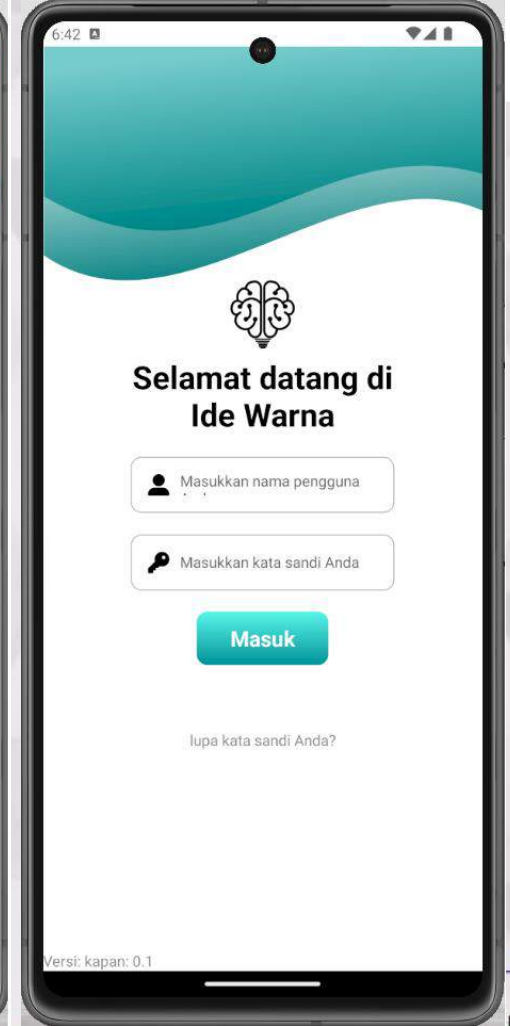 6:42
Selamat datang di
Ide Warna
Masukkan nama pengguna
Masukkan kata sandi Anda
Masuk
lupa kata sandi Anda?
Versi: kapan: 0.1